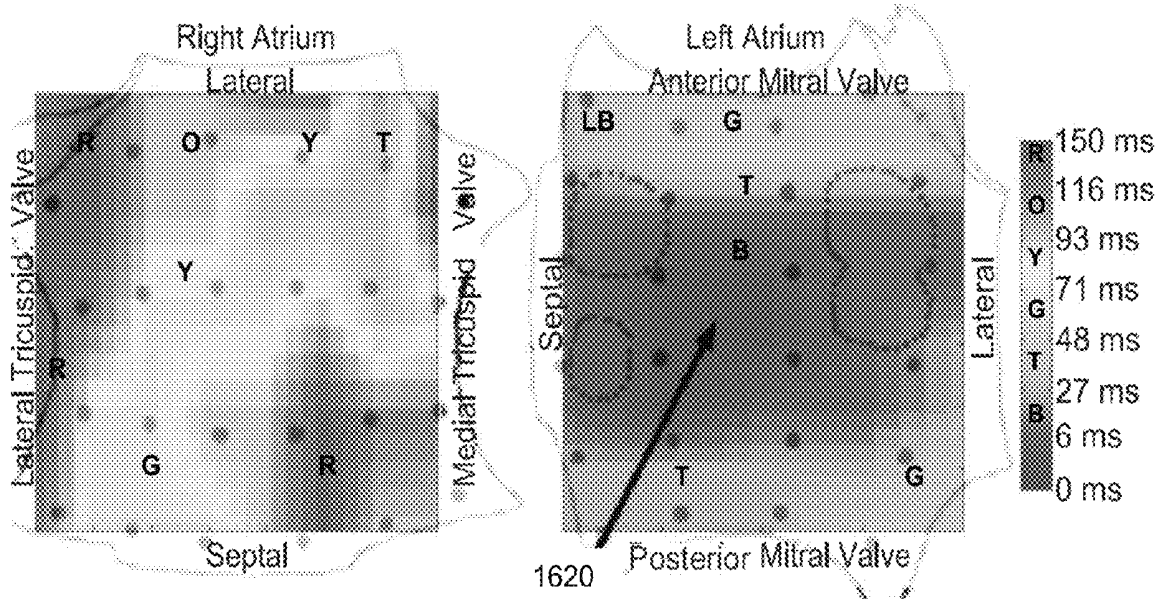 Right Atrium
Lateral
Lateral Tricuspid. Valve
Medial Tricuspid Valve
R O Y T
Y
R
G R
Septal
Left Atrium
Anterior Mitral Valve
Septal
Lateral
LB G
T
B
T G
Posterior Mitral Valve
1620
R
O
Y
G
T
B
150 ms
116 ms
93 ms
71 ms
48 ms
27 ms
6 ms
0 ms